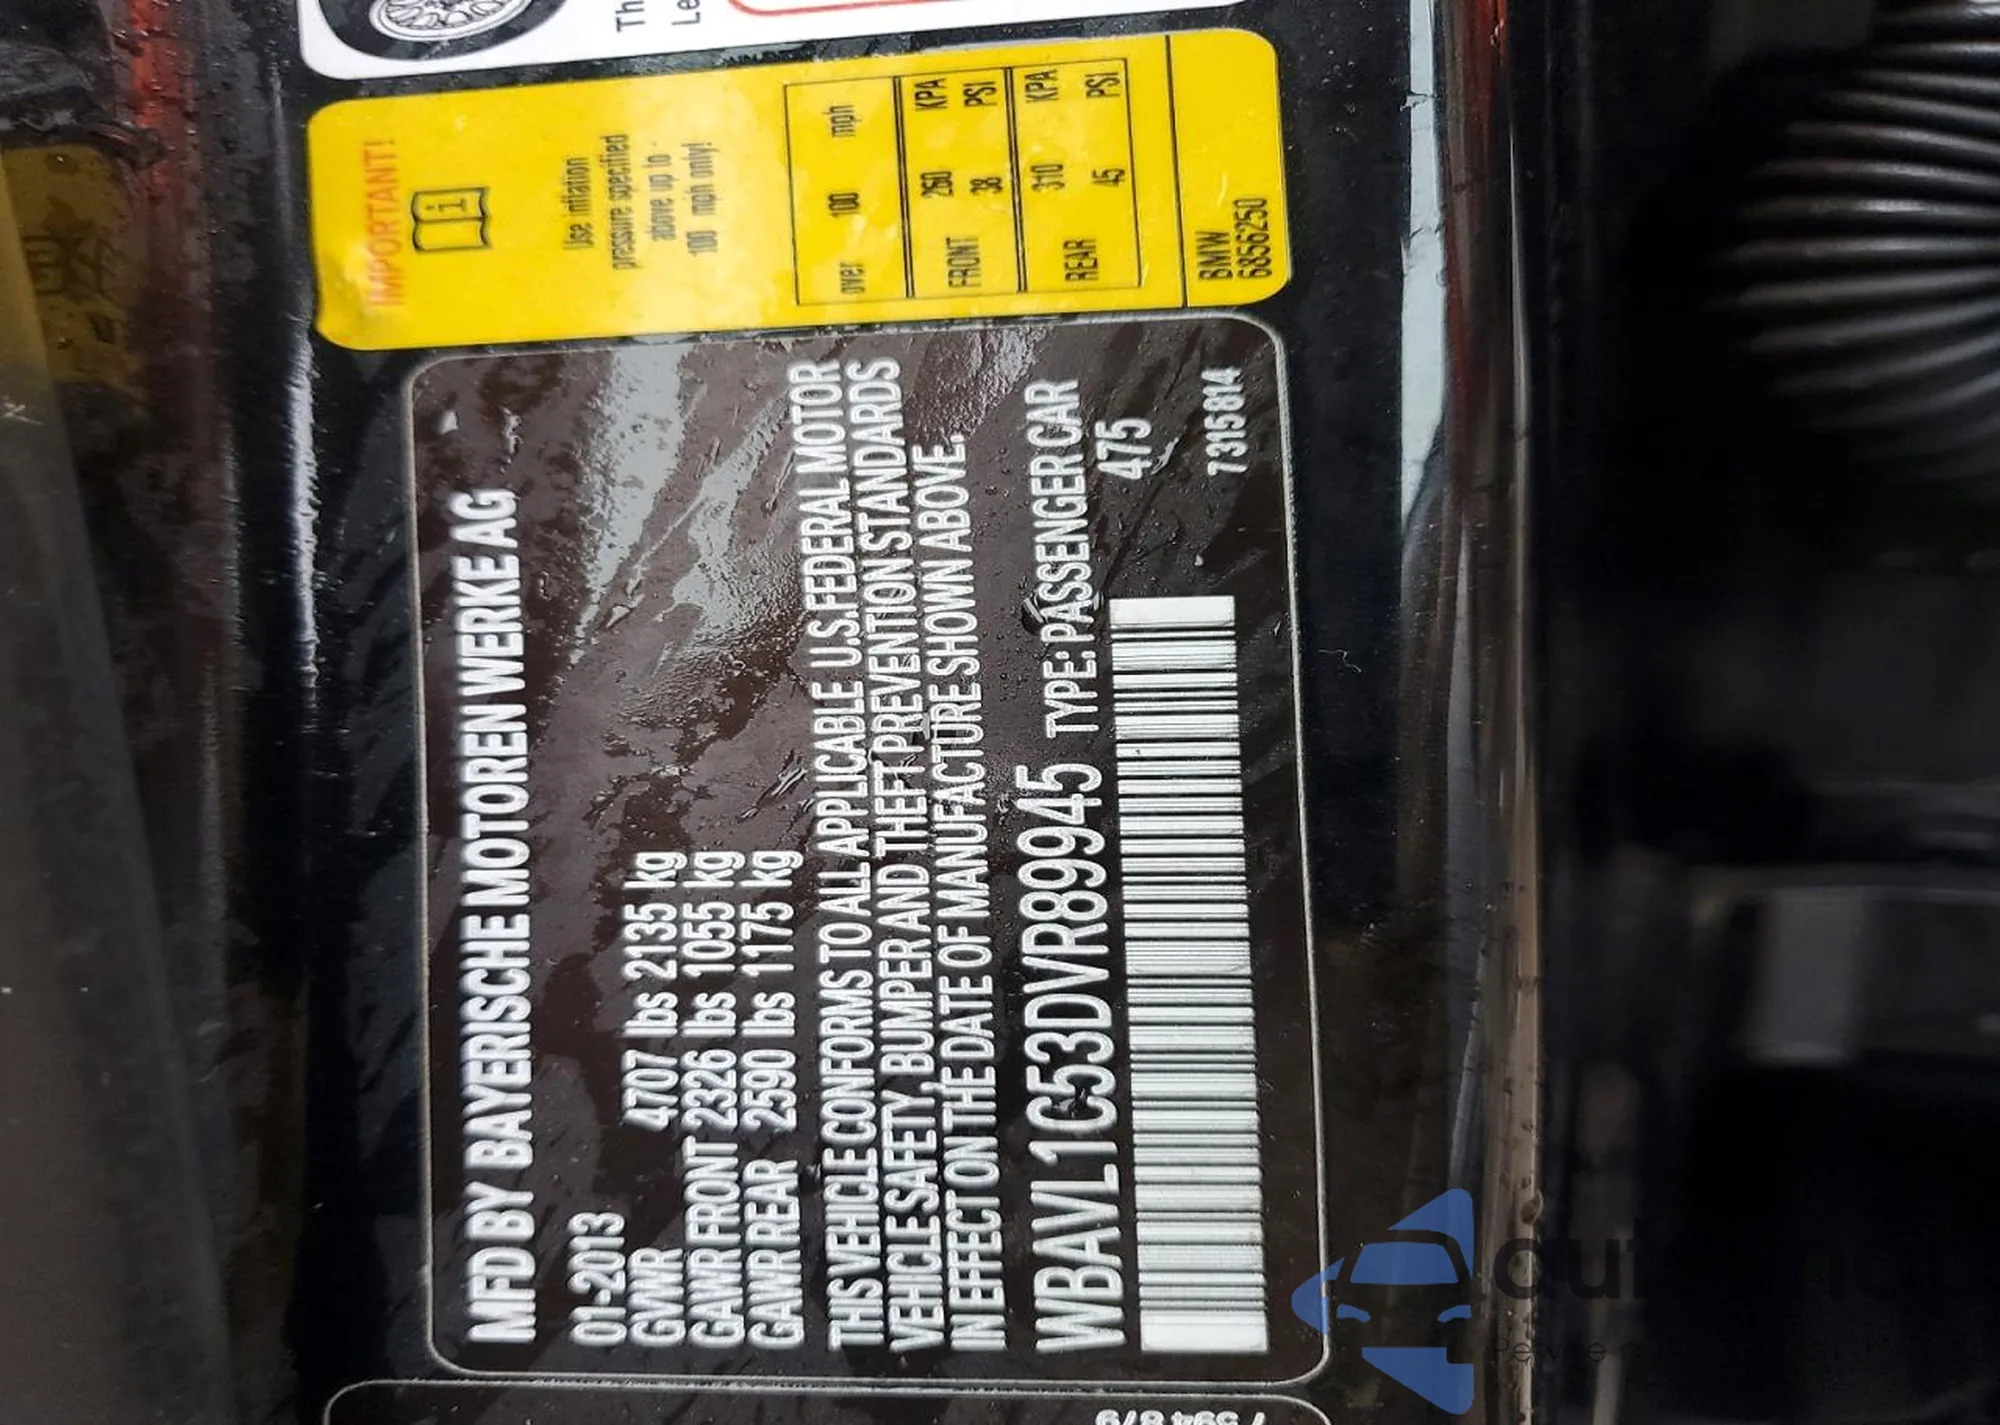 Th
Le
IMPORTANT!
Use initiation
pressure specified
above up to
100 mph only!
over 100 mph
FRONT 260 KPA
38 PSI
REAR 310 KPA
45 PSI
BMW
6856250
MFD BY BAYERISCHE MOTOREN WERKE AG
01-2013
GVWR 4707 lbs 2135 kg
GAWR FRONT 2326 lbs 1055 kg
GAWR REAR 2590 lbs 1175 kg
THIS VEHICLE CONFORMS TO ALL APPLICABLE U.S. FEDERAL MOTOR
VEHICLE SAFETY, BUMPER AND THEFT PREVENTION STANDARDS
IN EFFECT ON THE DATE OF MANUFACTURE SHOWN ABOVE.
WBAVL1C53DVR89945 TYPE: PASSENGER CAR
475
7315814